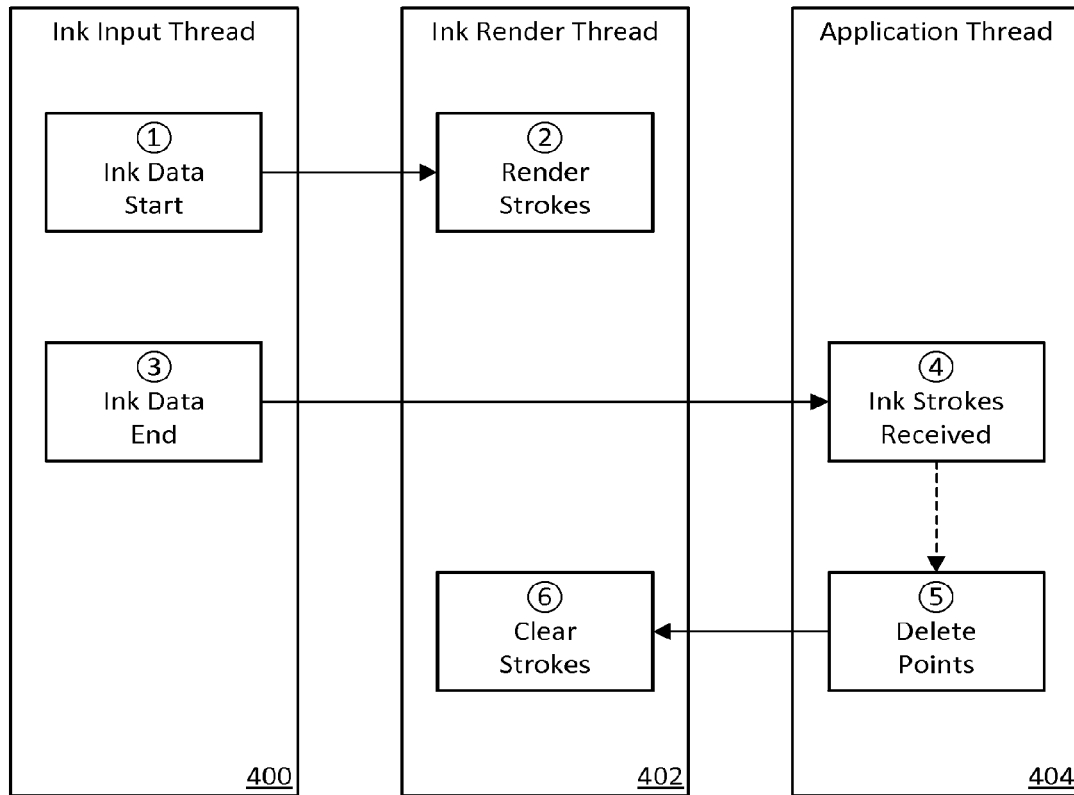 Ink Input Thread
Ink Render Thread
Application Thread
①
Ink Data
Start
②
Render
Strokes
③
Ink Data
End
④
Ink Strokes
Received
⑥
Clear
Strokes
⑤
Delete
Points
400
402
404